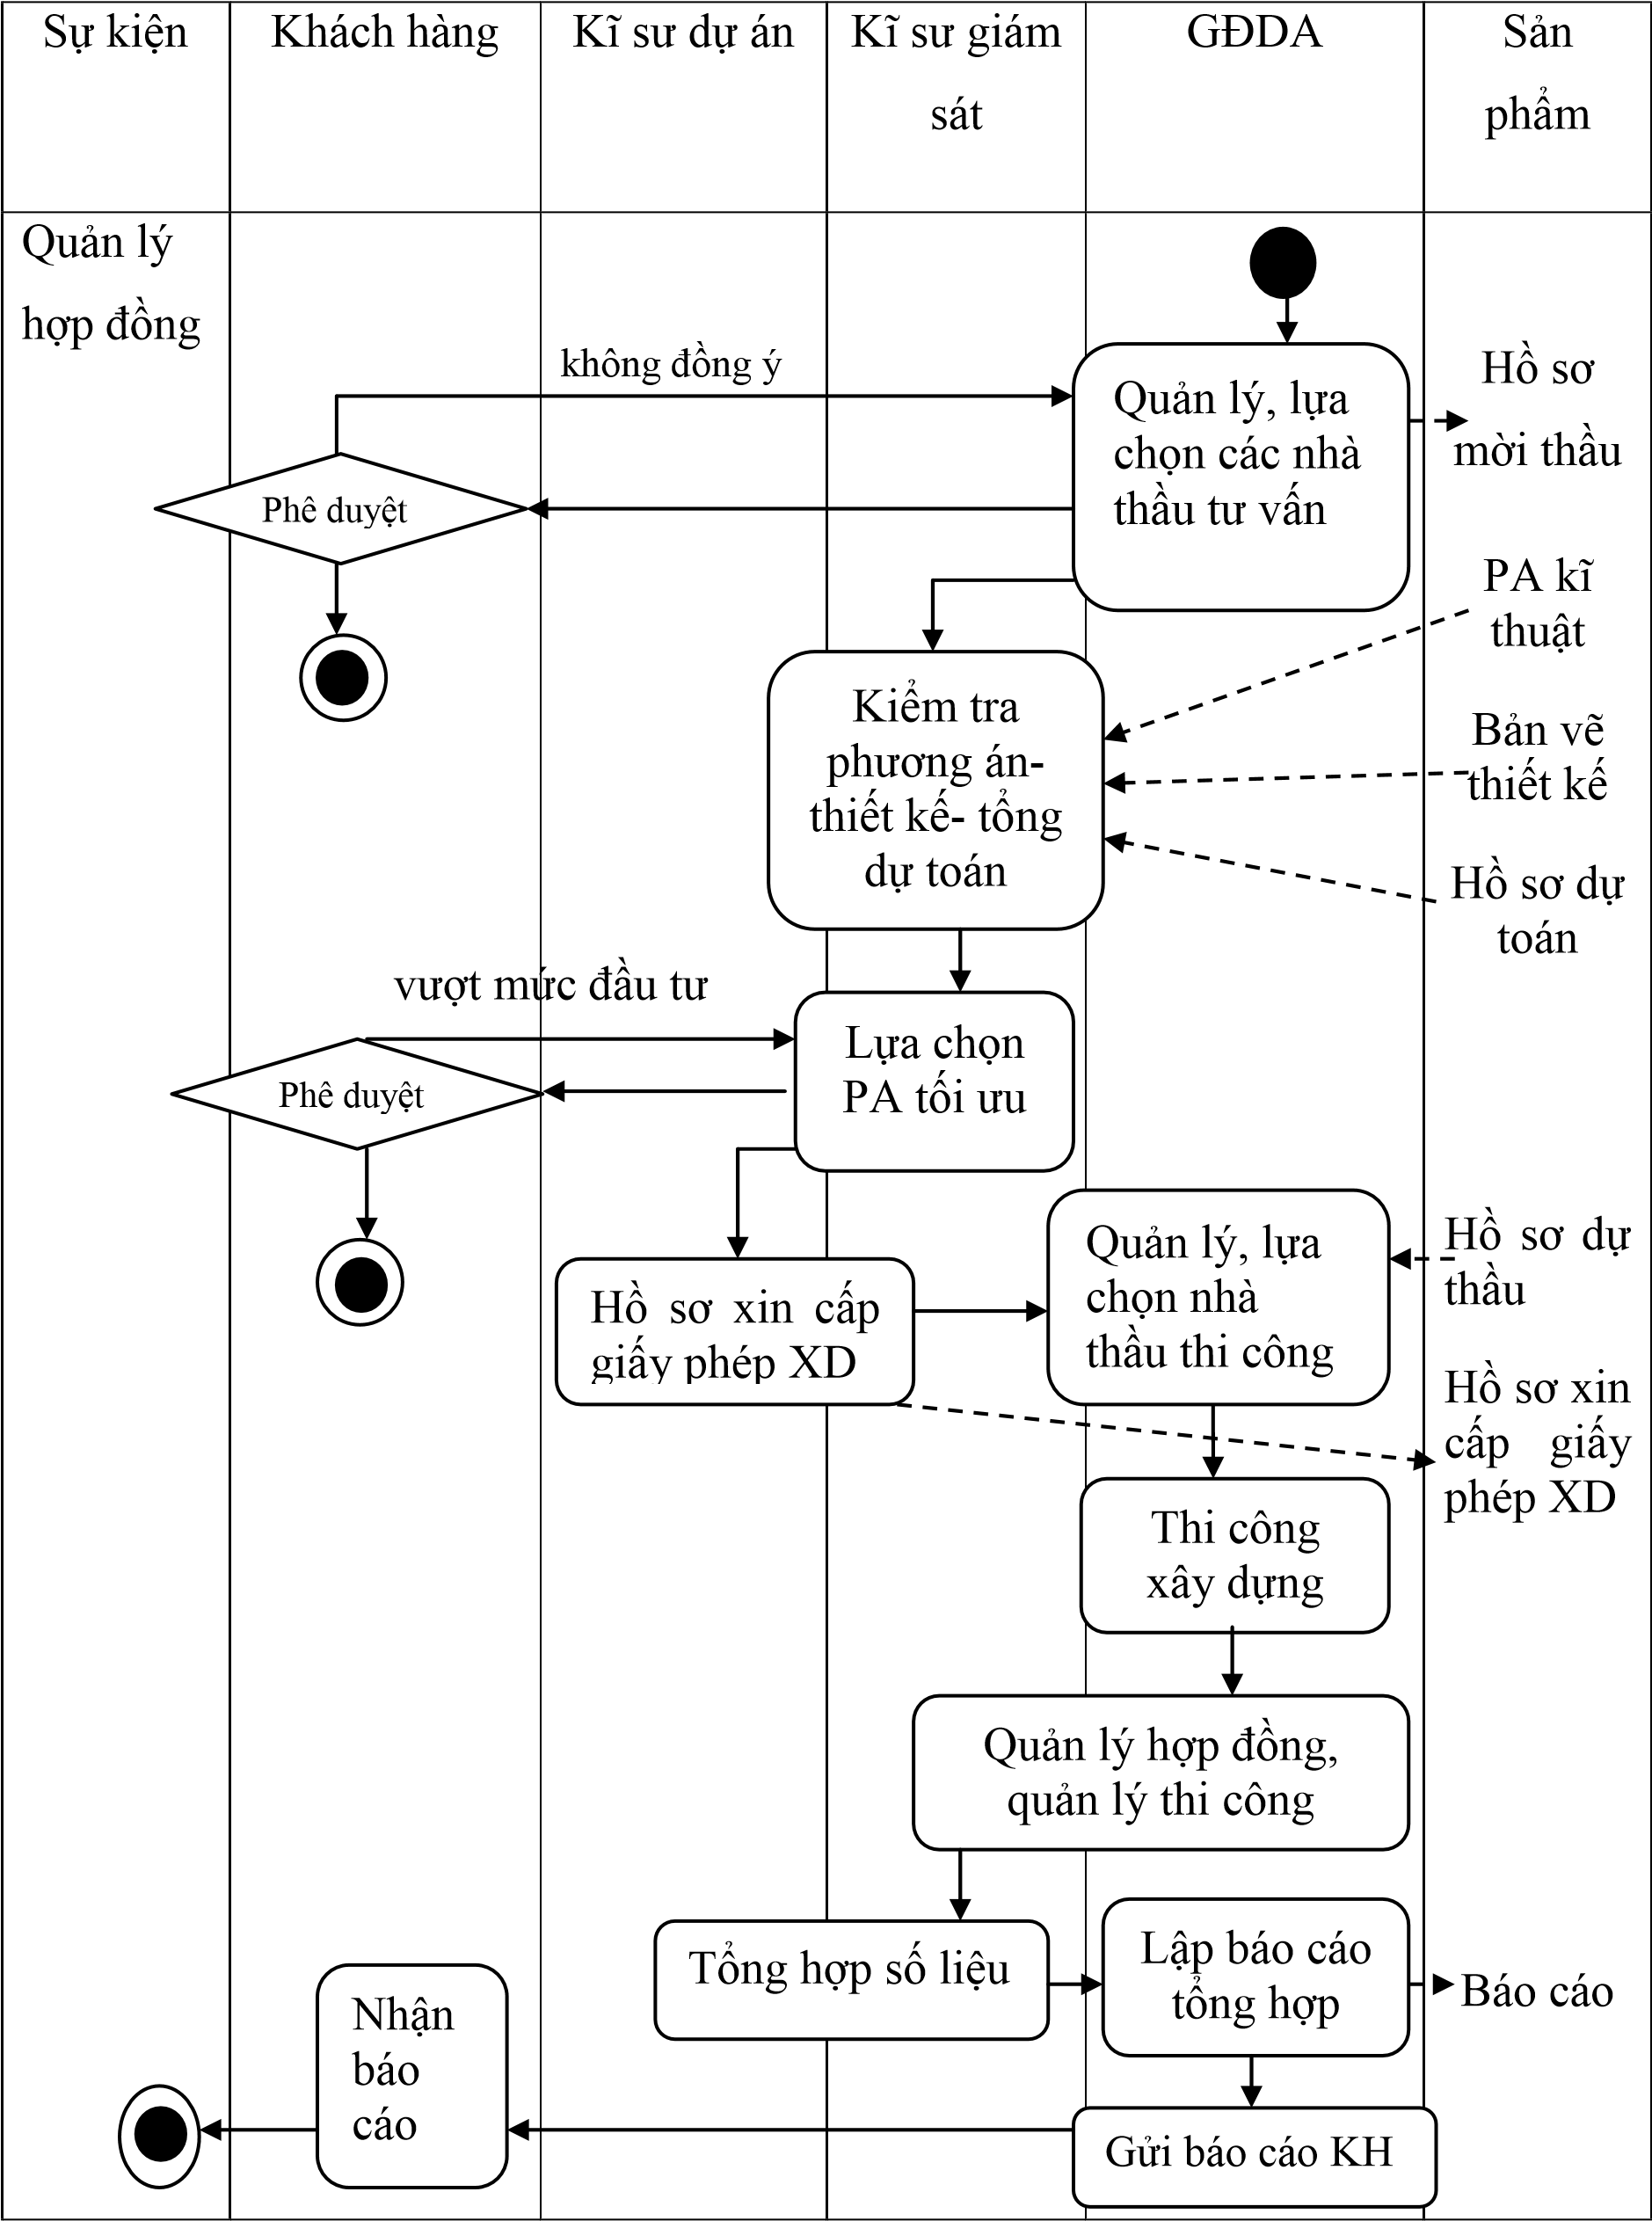 Sự kiện
Khách hàng
Kĩ sư dự án
Kĩ sư giám
sát
GĐDA
Sản
phẩm
Quản lý
hợp đồng
không đồng ý
Quản lý, lựa
chọn các nhà
thầu tư vấn
Hồ sơ
mời thầu
Phê duyệt
PA kĩ
thuật
Kiểm tra
phương án-
thiết kế- tổng
dự toán
Bản vẽ
thiết kế
Hồ sơ dự
toán
vượt mức đầu tư
Lựa chọn
PA tối ưu
Phê duyệt
Quản lý, lựa
chọn nhà
thầu thi công
Hồ sơ dự
thầu
Hồ sơ xin cấp
giấy phép XD
Hồ sơ xin
cấp giấy
phép XD
Thi công
xây dựng
Quản lý hợp đồng,
quản lý thi công
Tổng hợp số liệu
Lập báo cáo
tổng hợp
Báo cáo
Nhận
báo
cáo
Gửi báo cáo KH